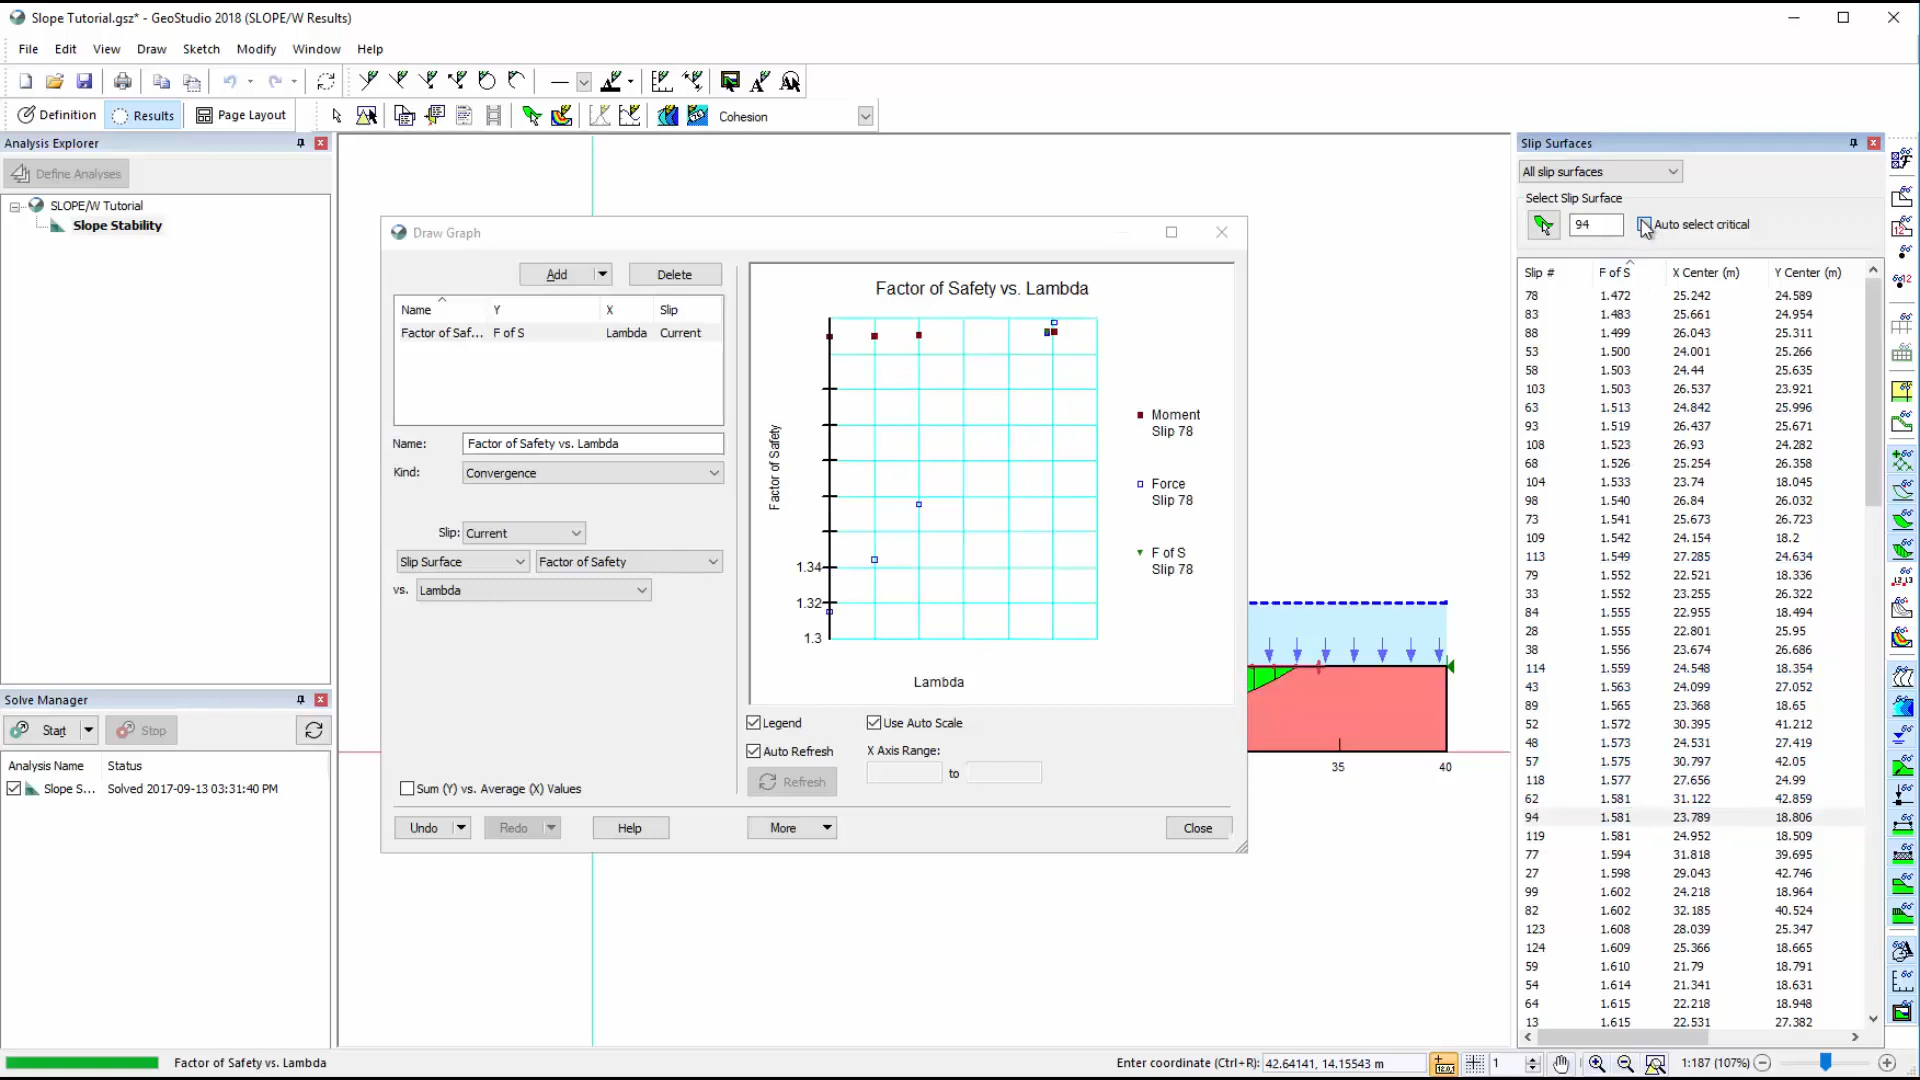 Slope Tutorial.gsz* - GeoStudio 2018 (SLOPE/W Results)
File Edit View Draw Sketch Modify Window Help
Definition Results Page Layout Cohesion
Analysis Explorer
Define Analyses
SLOPE/W Tutorial
Slope Stability
Solve Manager
Start Stop
Analysis Name Status
Slope S... Solved 2017-09-13 03:31:40 PM
Draw Graph
Add Delete
Name Y X Slip
Factor of Saf... F of S Lambda Current
Name: Factor of Safety vs. Lambda
Kind: Convergence
Slip: Current
Slip Surface Factor of Safety
vs. Lambda
Sum (Y) vs. Average (X) Values
Undo Redo Help More Close
Factor of Safety vs. Lambda
Factor of Safety
1.34
1.32
1.3
Lambda
Moment
Slip 78
Force
Slip 78
F of S
Slip 78
Legend Use Auto Scale
Auto Refresh X Axis Range:
Refresh to
35 40
Slip Surfaces
All slip surfaces
Select Slip Surface
94 Auto select critical
Slip # F of S X Center (m) Y Center (m)
78 1.472 25.242 24.589
83 1.483 25.661 24.954
88 1.499 26.043 25.311
53 1.500 24.001 25.266
58 1.503 24.44 25.635
103 1.503 26.537 23.921
63 1.513 24.842 25.996
93 1.519 26.437 25.671
108 1.523 26.93 24.282
68 1.526 25.254 26.358
104 1.533 23.74 18.045
98 1.540 26.84 26.032
73 1.541 25.673 26.723
109 1.542 24.154 18.2
113 1.549 27.285 24.634
79 1.552 22.521 18.336
33 1.552 23.255 26.322
84 1.555 22.955 18.494
28 1.555 22.801 25.95
38 1.556 23.674 26.686
114 1.559 24.548 18.354
43 1.563 24.099 27.052
89 1.565 23.368 18.65
52 1.572 30.395 41.212
48 1.573 24.531 27.419
57 1.575 30.797 42.05
118 1.577 27.656 24.99
62 1.581 31.122 42.859
94 1.581 23.789 18.806
119 1.581 24.952 18.509
77 1.594 31.818 39.695
27 1.598 29.043 42.746
99 1.602 24.218 18.964
82 1.602 32.185 40.524
123 1.608 28.039 25.347
124 1.609 25.366 18.665
59 1.610 21.79 18.791
54 1.614 21.341 18.631
64 1.615 22.218 18.948
13 1.615 22.531 27.382
Factor of Safety vs. Lambda
Enter coordinate (Ctrl+R): 42.64141, 14.15543 m 1 1:187 (107%)